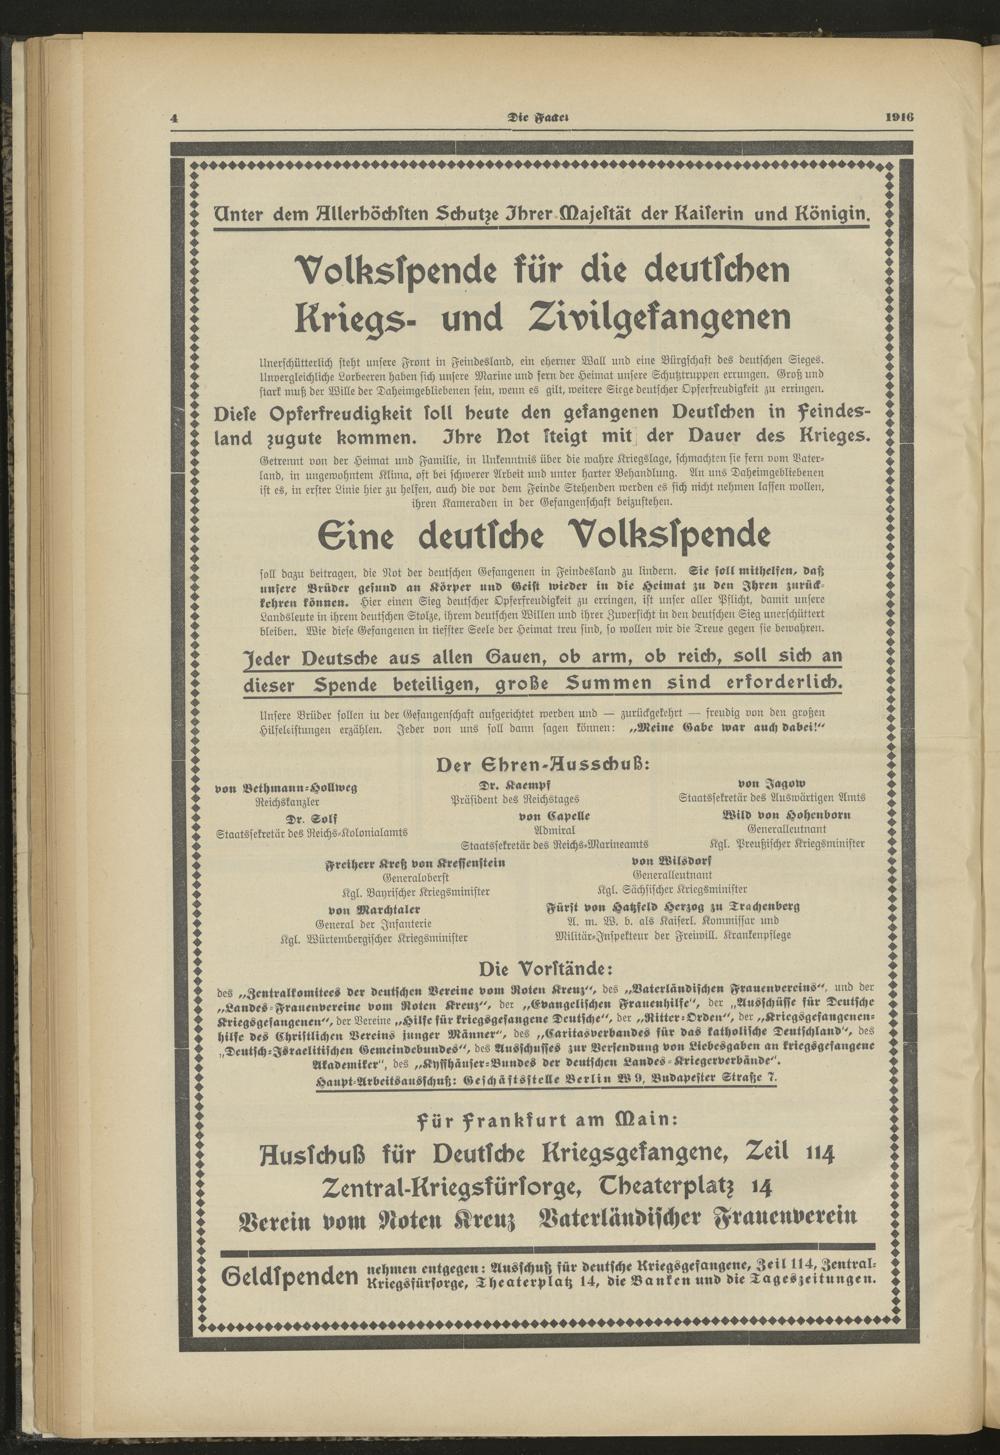 4 Die Fackel 1916
Unter dem Allerhöchsten Schutze Ihrer Majestät der Kaiserin und Königin.
Volksspende für die deutschen
Kriegs- und Zivilgefangenen
Unerschütterlich steht unsere Front in Feindesland, ein eherner Wall und eine Bürgschaft des deutschen Sieges.
Unvergleichliche Lorbeeren haben sich unsere Marine und fern der Heimat unsere Schutztruppen errungen. Groß und
stark muß der Wille der Daheimgebliebenen sein, wenn es gilt, weitere Siege deutscher Opferfreudigkeit zu erringen.
Diese Opferfreudigkeit soll heute den gefangenen Deutschen in Feindes-
land zugute kommen. Ihre Not steigt mit der Dauer des Krieges.
Getrennt von der Heimat und Familie, in Unkenntnis über die wahre Kriegslage, schmachten sie fern vom Vater-
land, in ungewohntem Klima, oft bei schwerer Arbeit und unter harter Behandlung. An uns Daheimgebliebenen
ist es, in erster Linie hier zu helfen, auch die vor dem Feinde Stehenden werden es sich nicht nehmen lassen wollen,
ihren Kameraden in der Gefangenschaft beizustehen.
Eine deutsche Volksspende
soll dazu beitragen, die Not der deutschen Gefangenen in Feindesland zu lindern. Sie soll mithelfen, daß
unsere Brüder gesund an Körper und Geist wieder in die Heimat zu den Ihren zurück-
kehren können. Hier einen Sieg deutscher Opferfreudigkeit zu erringen, ist unser aller Pflicht, damit unsere
Landsleute in ihrem deutschen Stolze, ihrem deutschen Willen und ihrer Zuversicht in den deutschen Sieg unerschüttert
bleiben. Wie diese Gefangenen in tiefster Seele der Heimat treu sind, so wollen wir die Treue gegen sie bewahren.
Jeder Deutsche aus allen Gauen, ob arm, ob reich, soll sich an
dieser Spende beteiligen, große Summen sind erforderlich.
Unsere Brüder sollen in der Gefangenschaft aufgerichtet werden und — zurückgekehrt — freudig von den großen
Hilfeleistungen erzählen. Jeder von uns soll dann sagen können: „Meine Gabe war auch dabei!“
Der Ehren-Ausschuß:
von Bethmann-Hollweg Dr. Kaempf von Jagow
Reichskanzler Präsident des Reichstages Staatssekretär des Auswärtigen Amts
Dr. Solf von Capelle Wild von Hohenborn
Staatssekretär des Reichs-Kolonialamts Admiral Generalleutnant
Staatssekretär des Reichs-Marineamts Kgl. Preußischer Kriegsminister
Freiherr Kreß von Kressenstein von Wilsdorf
Generaloberst Generalleutnant
Kgl. Bayrischer Kriegsminister Kgl. Sächsischer Kriegsminister
von Marchtaler Fürst von Hatzfeld Herzog zu Trachenberg
General der Infanterie A. m. W. b. als Kaiserl. Kommissar und
Kgl. Würtembergischer Kriegsminister Militär-Inspekteur der Freiwill. Krankenpflege
Die Vorstände:
des „Zentralkomitees der deutschen Vereine vom Roten Kreuz“, des „Vaterländischen Frauenvereins“, und der
„Landes-Frauenvereine vom Roten Kreuz“, der „Evangelischen Frauenhilfe“, der „Ausschüsse für Deutsche
Kriegsgefangenen“, der Vereine „Hilfe für kriegsgefangene Deutsche“, der „Ritter-Orden“, der „Kriegsgefangenen-
hilfe des Christlichen Vereins junger Männer“, des „Caritasverbandes für das katholische Deutschland“, des
„Deutsch-Israelitischen Gemeindebundes“, des Ausschusses zur Versendung von Liebesgaben an kriegsgefangene
Akademiker“, des „Kyffhäuser-Bundes der deutschen Landes-Kriegerverbände“.
Haupt-Arbeitsausschuß: Geschäftsstelle Berlin W 9, Budapester Straße 7.
Für Frankfurt am Main:
Ausschuß für Deutsche Kriegsgefangene, Zeil 114
Zentral-Kriegsfürsorge, Theaterplatz 14
Verein vom Roten Kreuz Vaterländischer Frauenverein
Geldspenden nehmen entgegen: Ausschuß für deutsche Kriegsgefangene, Zeil 114, Zentral-
Kriegsfürsorge, Theaterplatz 14, die Banken und die Tageszeitungen.